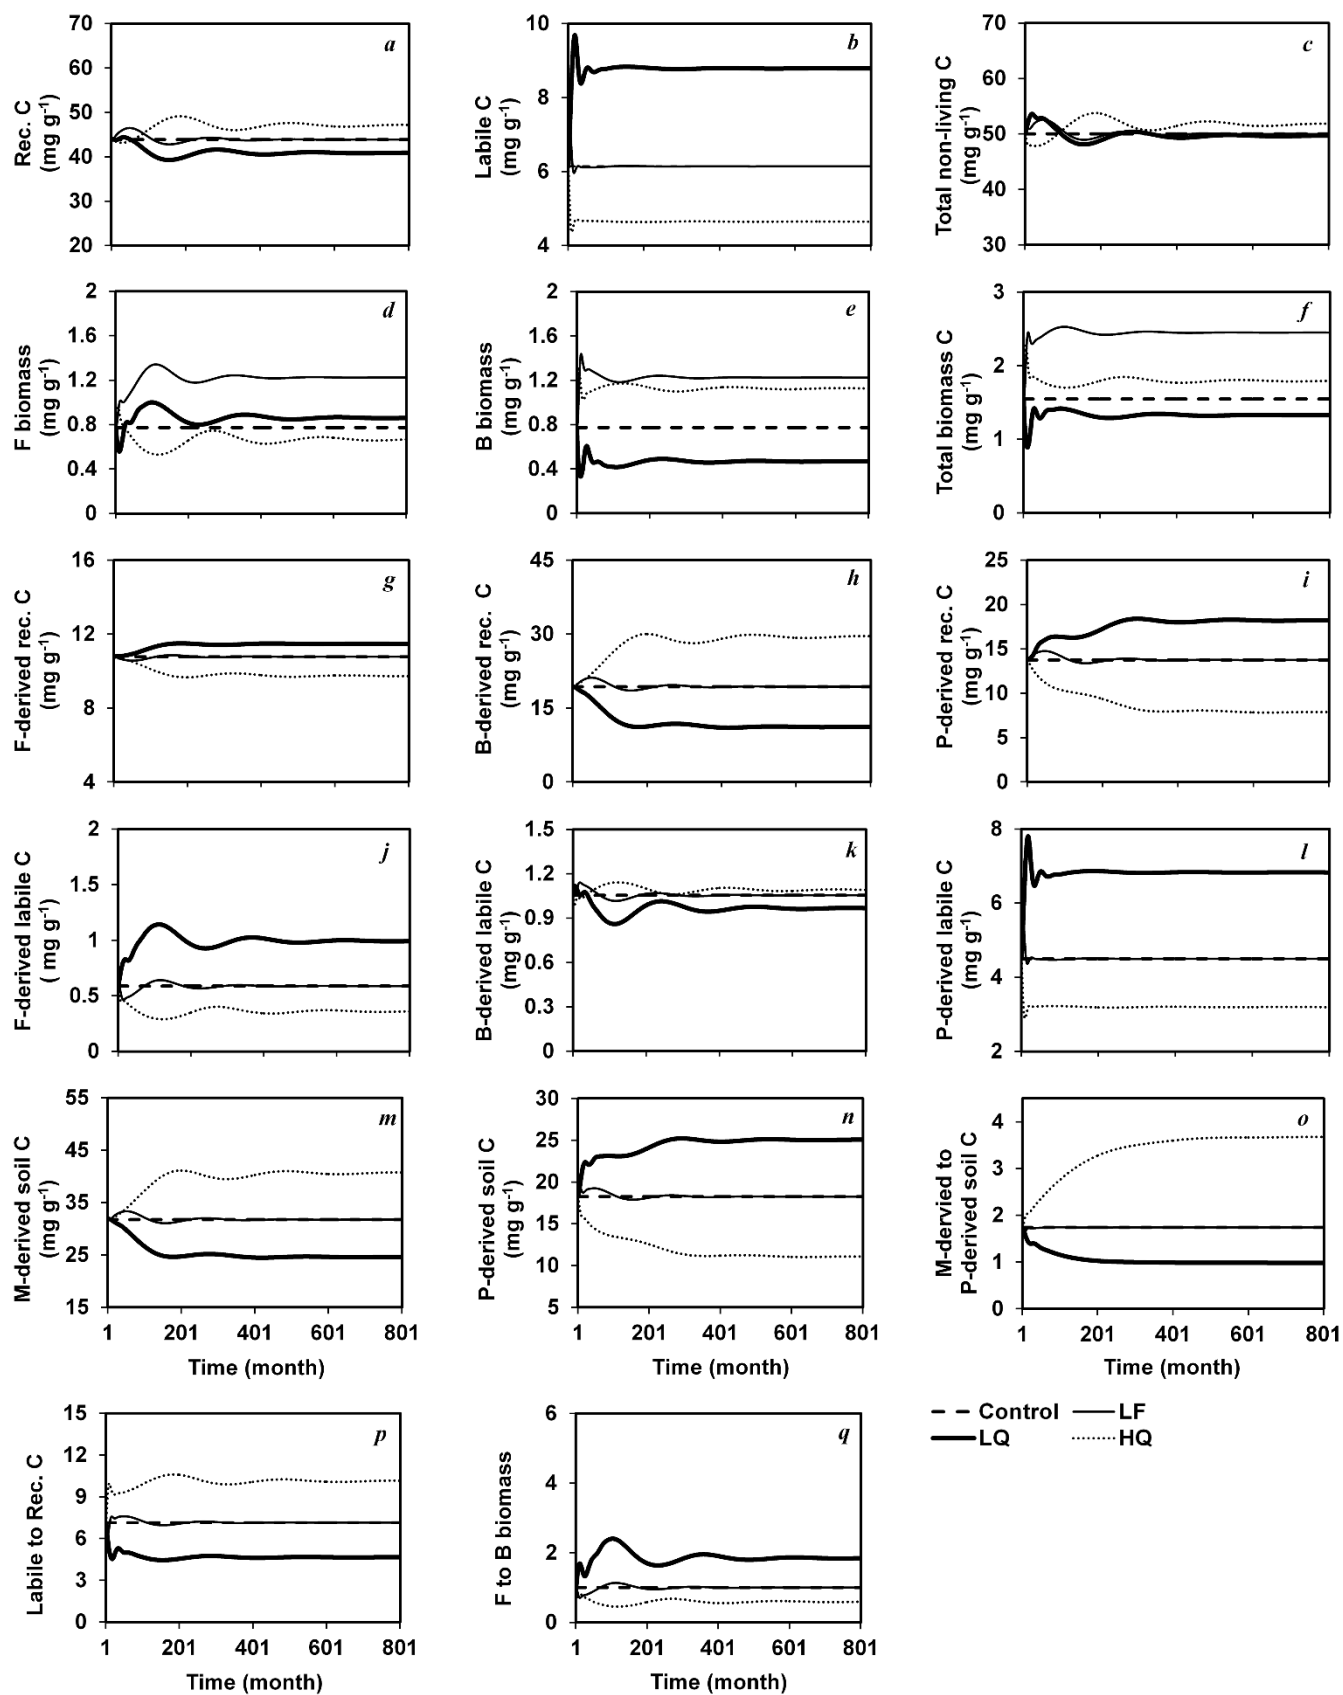 70
60
50
40
30
20
Rec. C
(mg g⁻¹)
a
10
8
6
4
Labile C
(mg g⁻¹)
b
70
60
50
40
30
Total non-living C
(mg g⁻¹)
c
2
1.6
1.2
0.8
0.4
0
F biomass
(mg g⁻¹)
d
2
1.6
1.2
0.8
0.4
0
B biomass
(mg g⁻¹)
e
3
2
1
0
Total biomass C
(mg g⁻¹)
f
16
12
8
4
F-derived rec. C
(mg g⁻¹)
g
45
30
15
0
B-derived rec. C
(mg g⁻¹)
h
25
20
15
10
5
0
P-derived rec. C
(mg g⁻¹)
i
2
1.5
1
0.5
0
F-derived labile C
( mg g⁻¹)
j
1.5
1.2
0.9
0.6
0.3
0
B-derived labile C
(mg g⁻¹)
k
8
6
4
2
P-derived labile C
(mg g⁻¹)
l
55
45
35
25
15
M-derived soil C
(mg g⁻¹)
m
1 201 401 601 801
Time (month)
30
25
20
15
10
5
P-derived soil C
(mg g⁻¹)
n
1 201 401 601 801
Time (month)
4
3
2
1
0
M-dervied to
P-derived soil C
o
1 201 401 601 801
Time (month)
15
12
9
6
3
0
Labile to Rec. C
p
1 201 401 601 801
Time (month)
6
4
2
0
F to B biomass
q
1 201 401 601 801
Time (month)
Control LF
LQ HQ